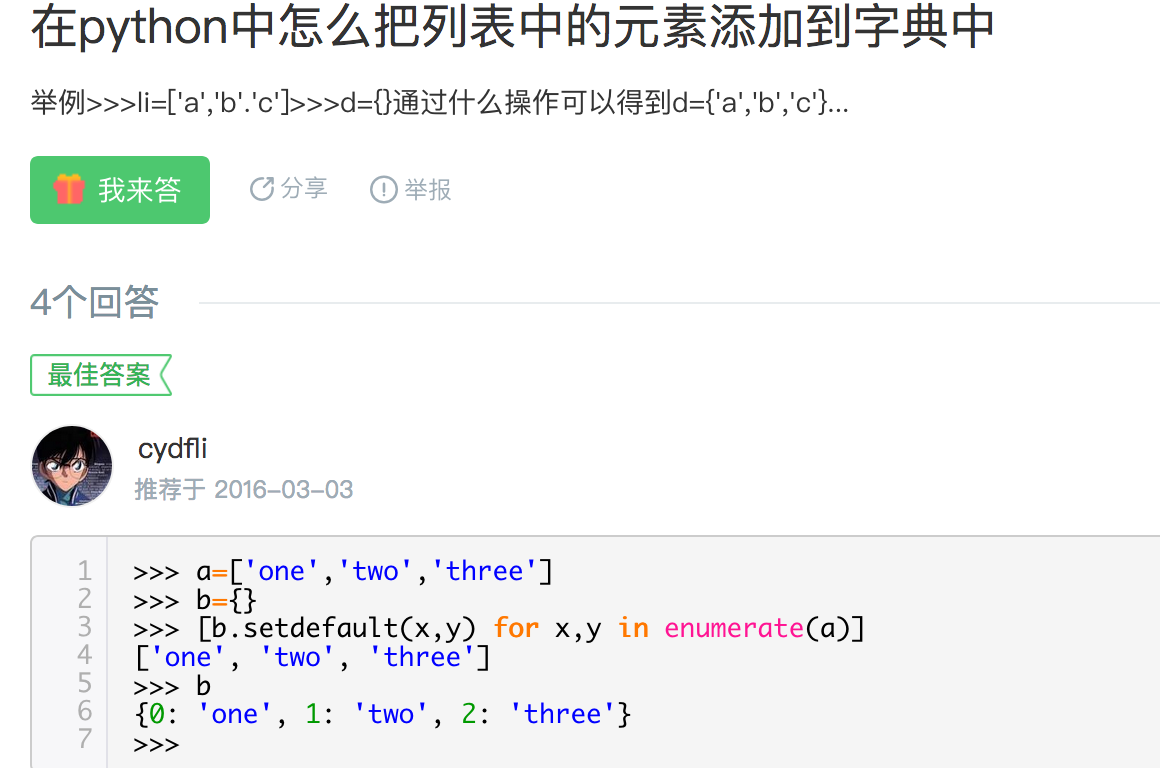 在python中怎么把列表中的元素添加到字典中
举例>>>li=['a','b'.'c']>>>d={}通过什么操作可以得到d={'a','b','c'}...
我来答 分享 举报
4个回答
最佳答案
cydfli
推荐于 2016-03-03
1 >>> a=['one','two','three']
2 >>> b={}
3 >>> [b.setdefault(x,y) for x,y in enumerate(a)]
4 ['one', 'two', 'three']
5 >>> b
6 {0: 'one', 1: 'two', 2: 'three'}
7 >>>